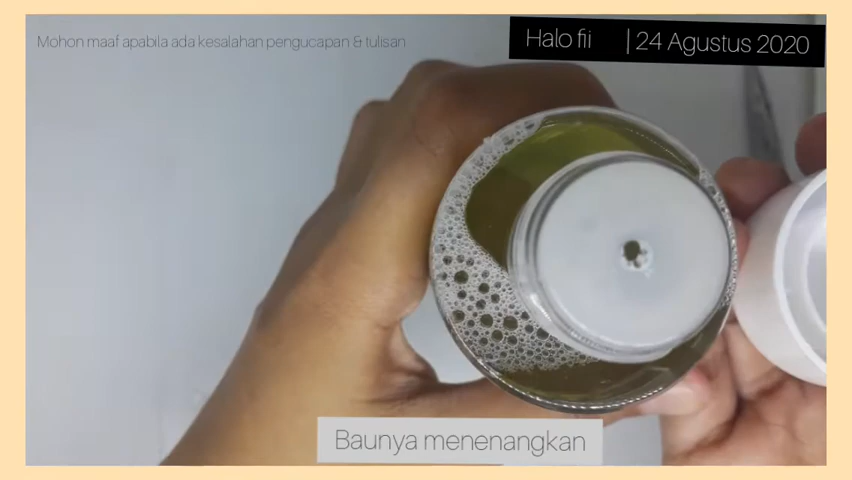 Mohon maaf apabila ada kesalahan pengucapan & tulisan
Halo fii | 24 Agustus 2020
Baunya menenangkan